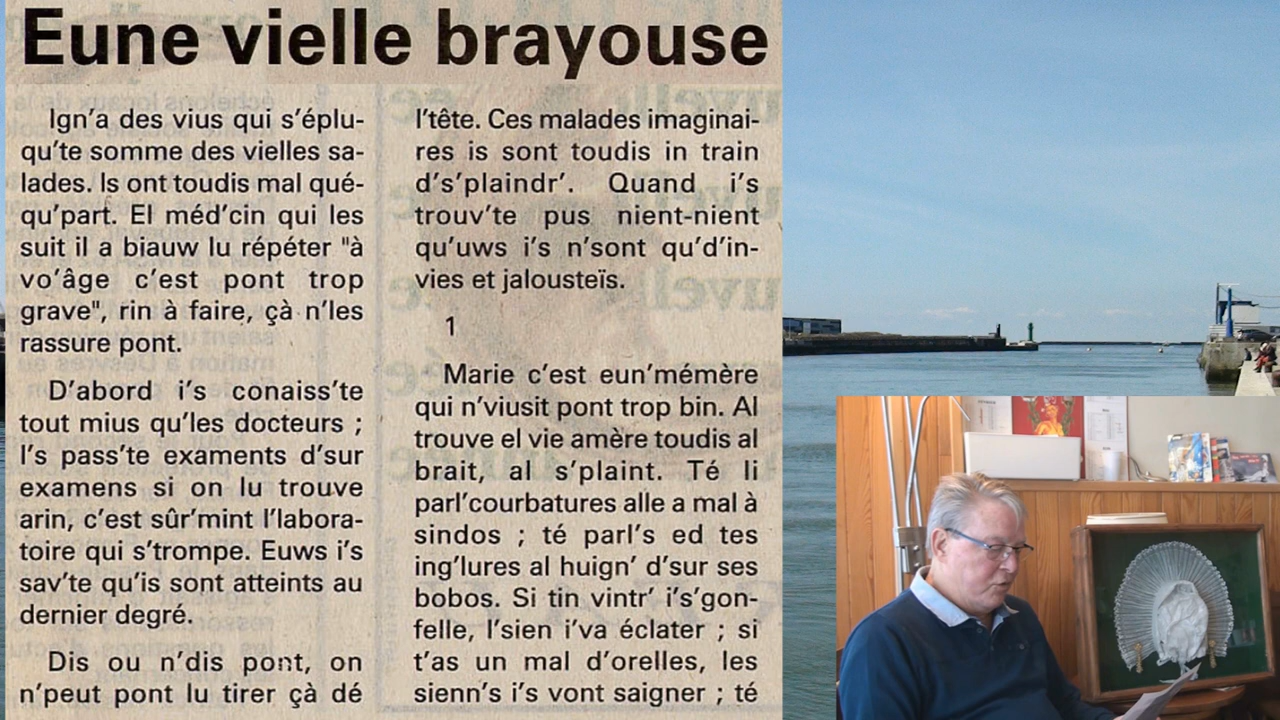 Eune vielle brayouse
Ign'a des vius qui s'éplu-
qu'te somme des vielles sa-
lades. Is ont toudis mal qué-
qu'part. El méd'cin qui les
suit il a biauw lu répéter "à
vo'âge c'est pont trop
grave", rin à faire, çà n'les
rassure pont.
D'abord i's conaiss'te
tout mius qu'les docteurs ;
I's pass'te examents d'sur
examens si on lu trouve
arin, c'est sûr'mint l'labora-
toire qui s'trompe. Euws i's
sav'te qu'is sont atteints au
dernier degré.
Dis ou n'dis pont, on
n'peut pont lu tirer çà dé
l'tête. Ces malades imaginai-
res is sont toudis in train
d's'plaindr'. Quand i's
trouv'te pus nient-nient
qu'uws i's n'sont qu'd'in-
vies et jalousteïs.
1
Marie c'est eun'mémère
qui n'viusit pont trop bin. Al
trouve el vie amère toudis al
brait, al s'plaint. Té li
parl'courbatures alle a mal à
sindos ; té parl's ed tes
ing'lures al huign' d'sur ses
bobos. Si tin vintr' i's'gon-
felle, l'sien i'va éclater ; si
t'as un mal d'orelles, les
sienn's i's vont saigner ; té